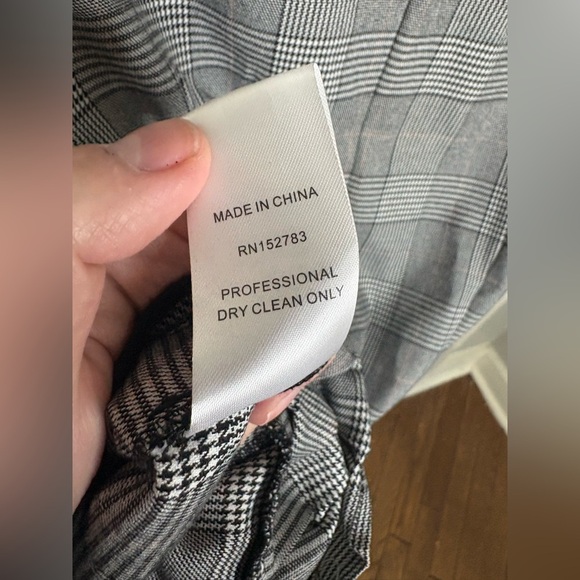 MADE IN CHINA
RN152783
PROFESSIONAL
DRY CLEAN ONLY